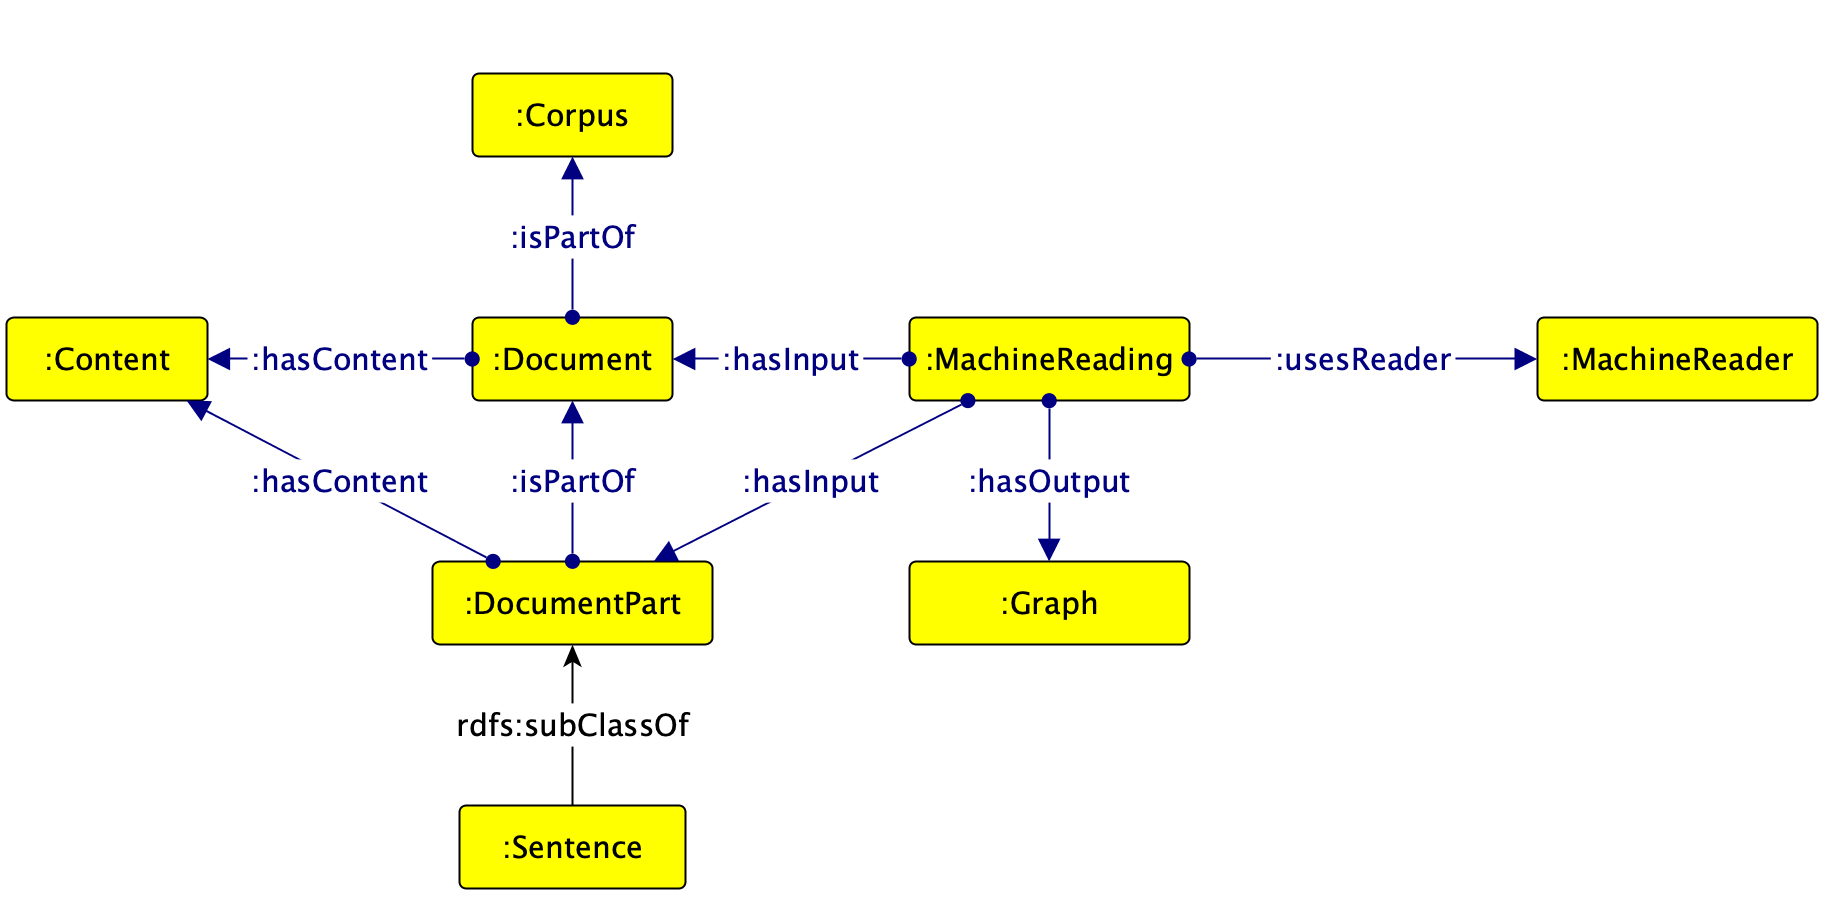 :Corpus
:isPartOf
:Content
:hasContent
:Document
:hasInput
:MachineReading
:usesReader
:MachineReader
:hasContent
:isPartOf
:hasInput
:hasOutput
:DocumentPart
:Graph
rdfs:subClassOf
:Sentence